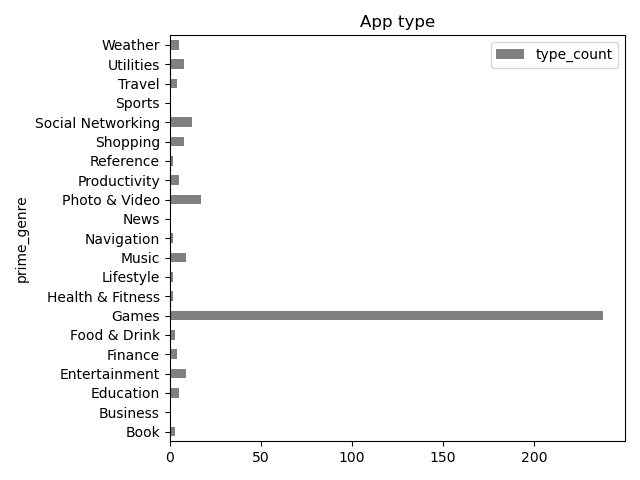 App type
type_count
prime_genre
Weather
Utilities
Travel
Sports
Social Networking
Shopping
Reference
Productivity
Photo & Video
News
Navigation
Music
Lifestyle
Health & Fitness
Games
Food & Drink
Finance
Entertainment
Education
Business
Book
0 50 100 150 200